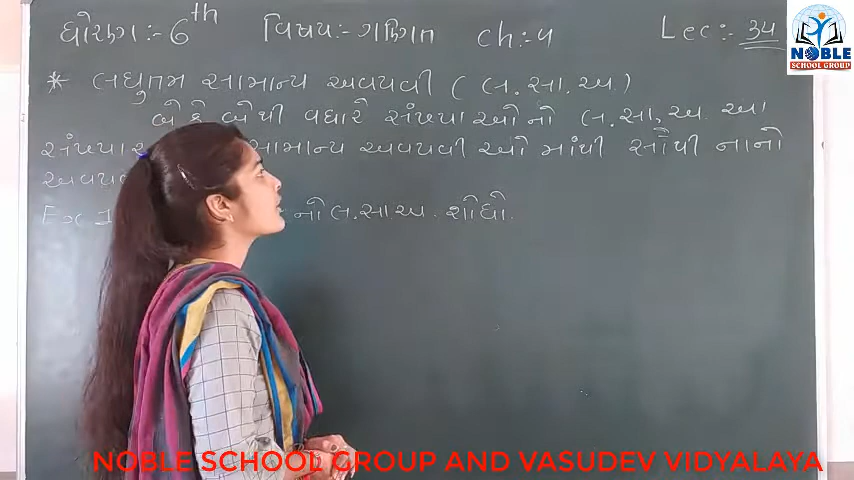 ધોરણ :- 6th વિષય :- ગણિત ch :- 4 Lec :- 34
NOBLE
SCHOOL GROUP
* લઘુત્તમ સામાન્ય અવયવી ( લ. સા. અ )
બે કે બેથી વધારે સંખ્યાઓનો લ. સા. અ. આ
સામાન્ય અવયવી ઓ માંથી સૌથી નાનો
Ex 1 નો લ. સા અ. શોધો.
NOBLE SCHOOL GROUP AND VASUDEV VIDYALAYA